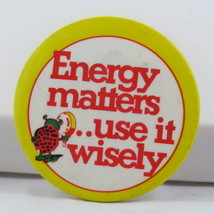 Energy
matters
...use it
wisely